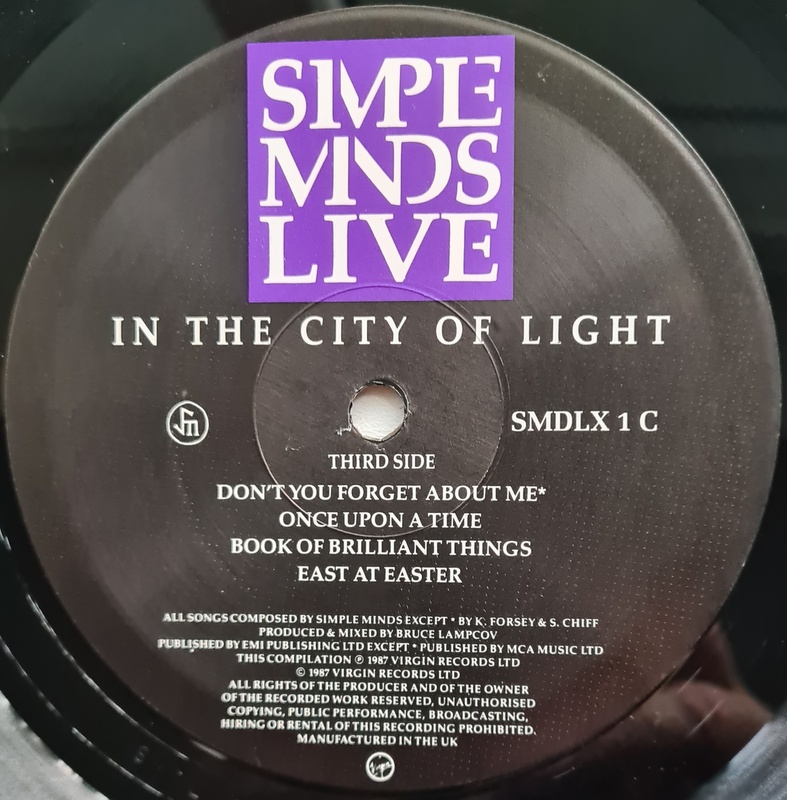 SIMPLE
MINDS
LIVE
IN THE CITY OF LIGHT
SMDLX 1 C
THIRD SIDE
DON'T YOU FORGET ABOUT ME*
ONCE UPON A TIME
BOOK OF BRILLIANT THINGS
EAST AT EASTER
ALL SONGS COMPOSED BY SIMPLE MINDS EXCEPT * BY K. FORSEY & S. CHIFF
PRODUCED & MIXED BY BRUCE LAMPCOV
PUBLISHED BY EMI PUBLISHING LTD EXCEPT * PUBLISHED BY MCA MUSIC LTD
THIS COMPILATION ℗ 1987 VIRGIN RECORDS LTD
© 1987 VIRGIN RECORDS LTD
ALL RIGHTS OF THE PRODUCER AND OF THE OWNER
OF THE RECORDED WORK RESERVED, UNAUTHORISED
COPYING, PUBLIC PERFORMANCE, BROADCASTING,
HIRING OR RENTAL OF THIS RECORDING PROHIBITED.
MANUFACTURED IN THE UK
Virgin